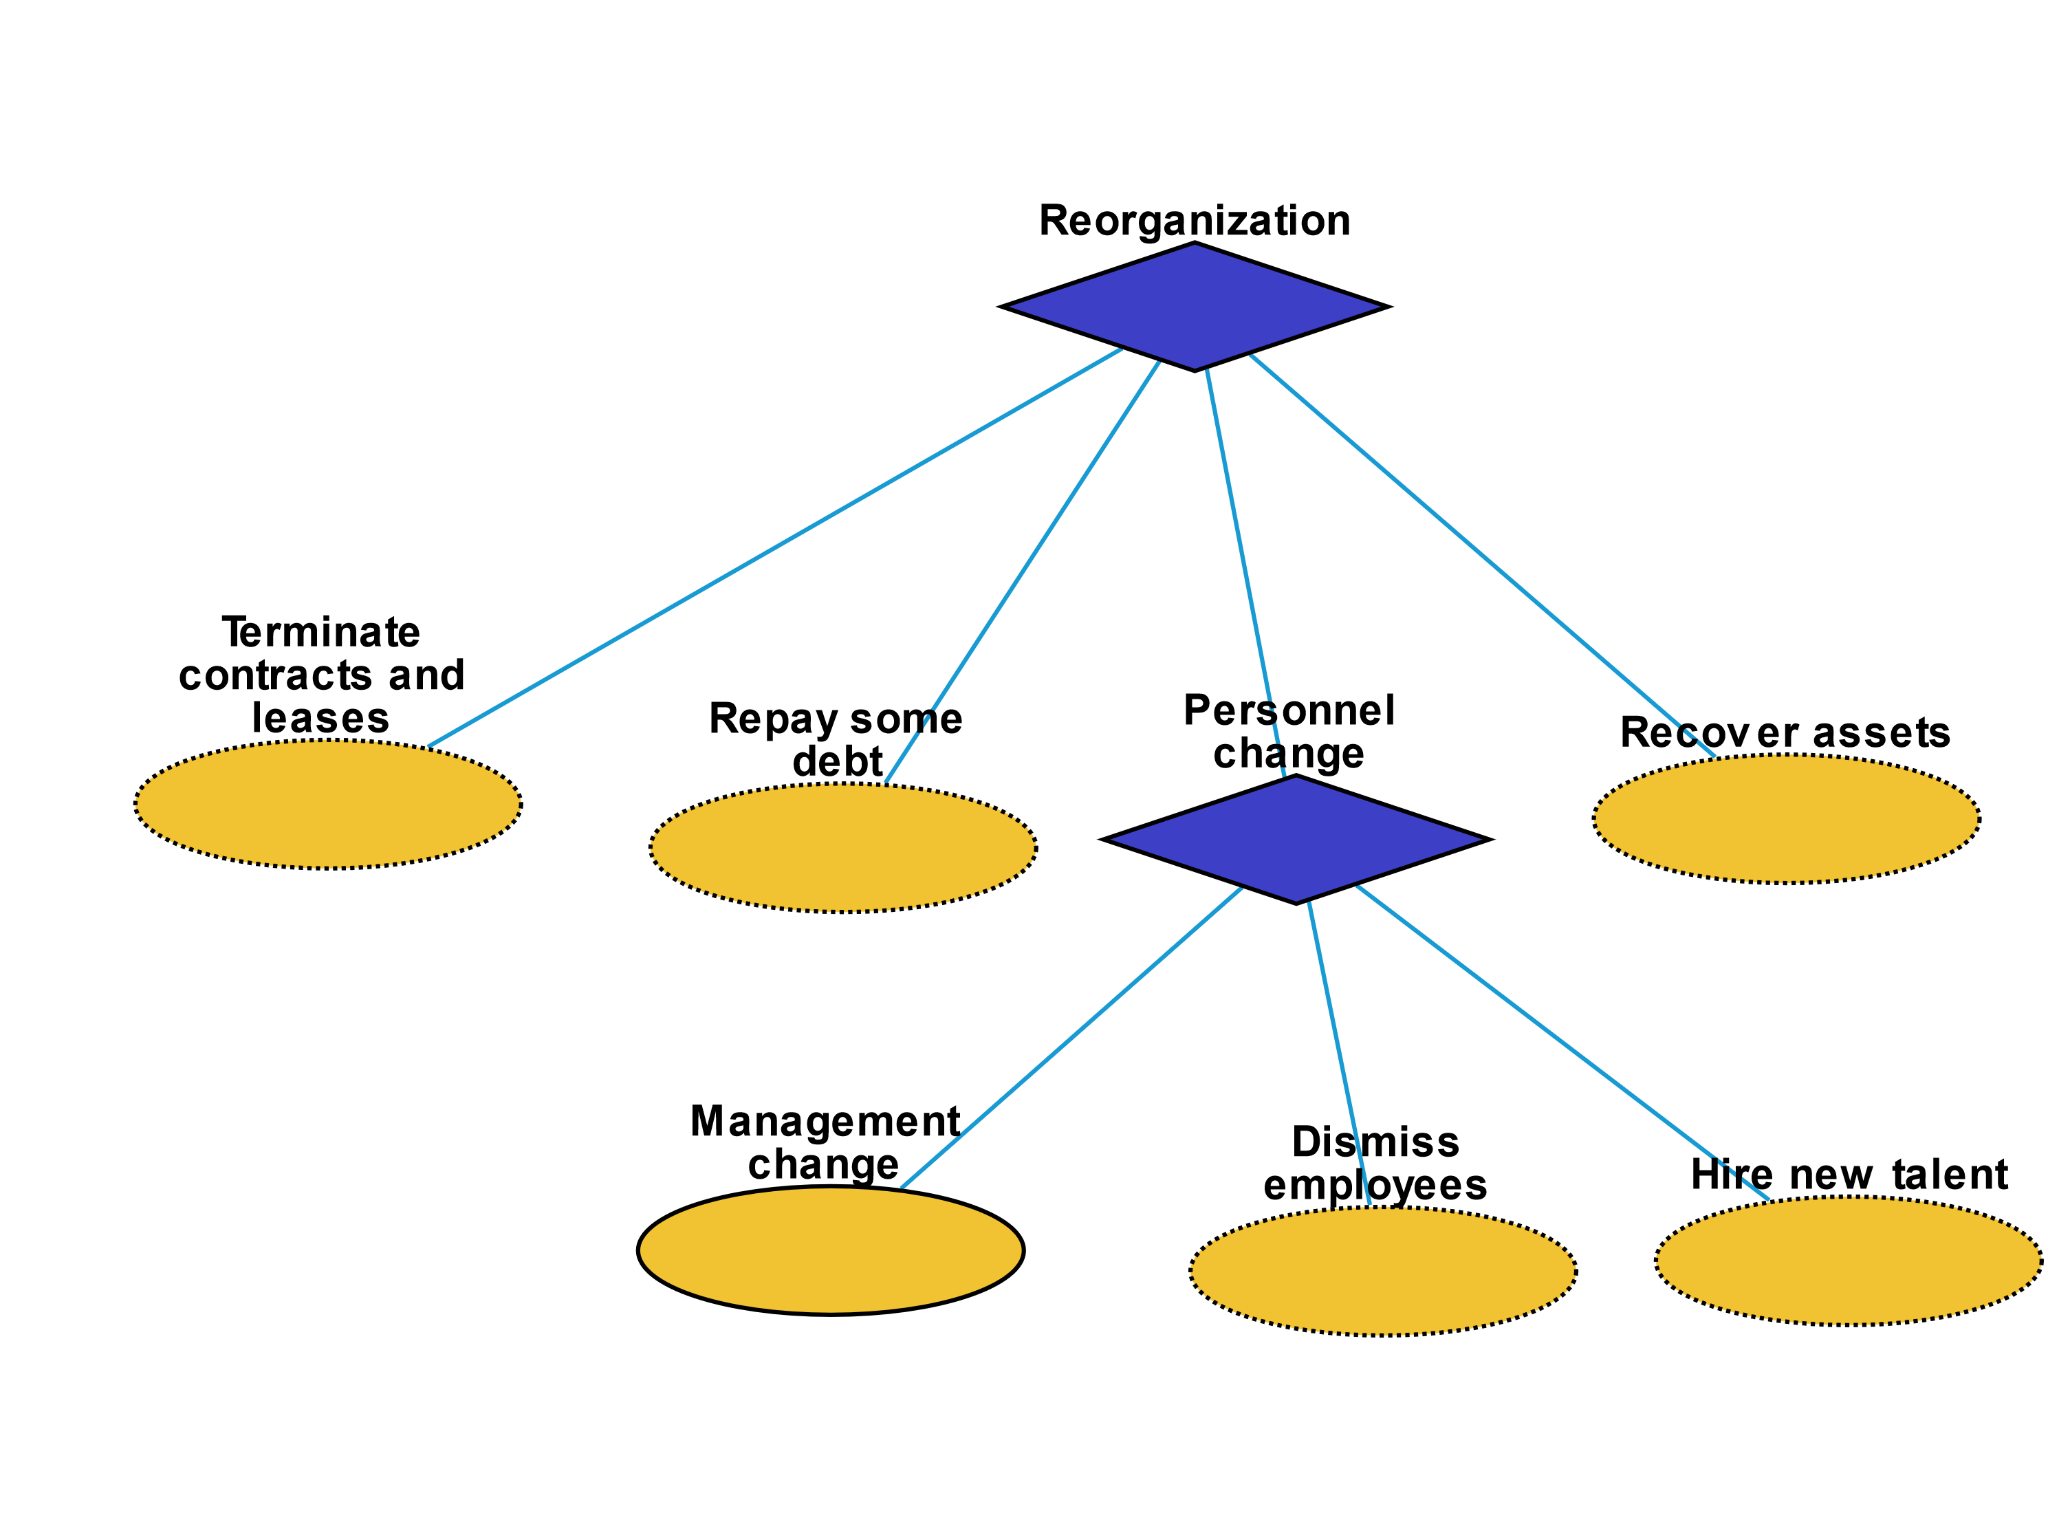 Reorganization
Terminate
contracts and
leases
Repay some
debt
Personnel
change
Recover assets
Management
change
Dismiss
employees
Hire new talent